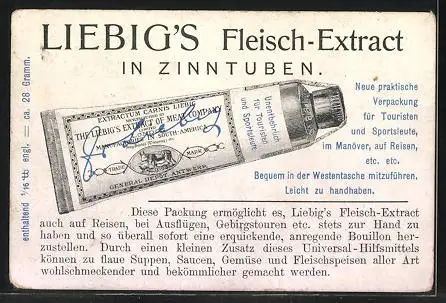 LIEBIG'S Fleisch-Extract
IN ZINNTUBEN.
enthaltend 1/16 ℔ engl. = ca. 28 Gramm.
EXTRACTUM CARNIS LIEBIG
THE LIEBIG'S EXTRACT OF MEAT COMPANY
LIMITED
SOUTH-AMERICA
TRADE MARK
GENERAL DEPÔT ANTWERP
Unentbehrlich
für Touristen
und Sportsleute
Neue praktische
Verpackung
für Touristen
und Sportsleute,
im Manöver, auf Reisen,
etc. etc.
Bequem in der Westentasche mitzuführen.
Leicht zu handhaben.
Diese Packung ermöglicht es, Liebig's Fleisch-Extract
auch auf Reisen, bei Ausflügen, Gebirgstouren etc. stets zur Hand zu
haben und so überall sofort eine erquickende, anregende Bouillon her-
zustellen. Durch einen kleinen Zusatz dieses Universal-Hilfsmittels
können zu flaue Suppen, Saucen, Gemüse und Fleischspeisen aller Art
wohlschmeckender und bekömmlicher gemacht werden.